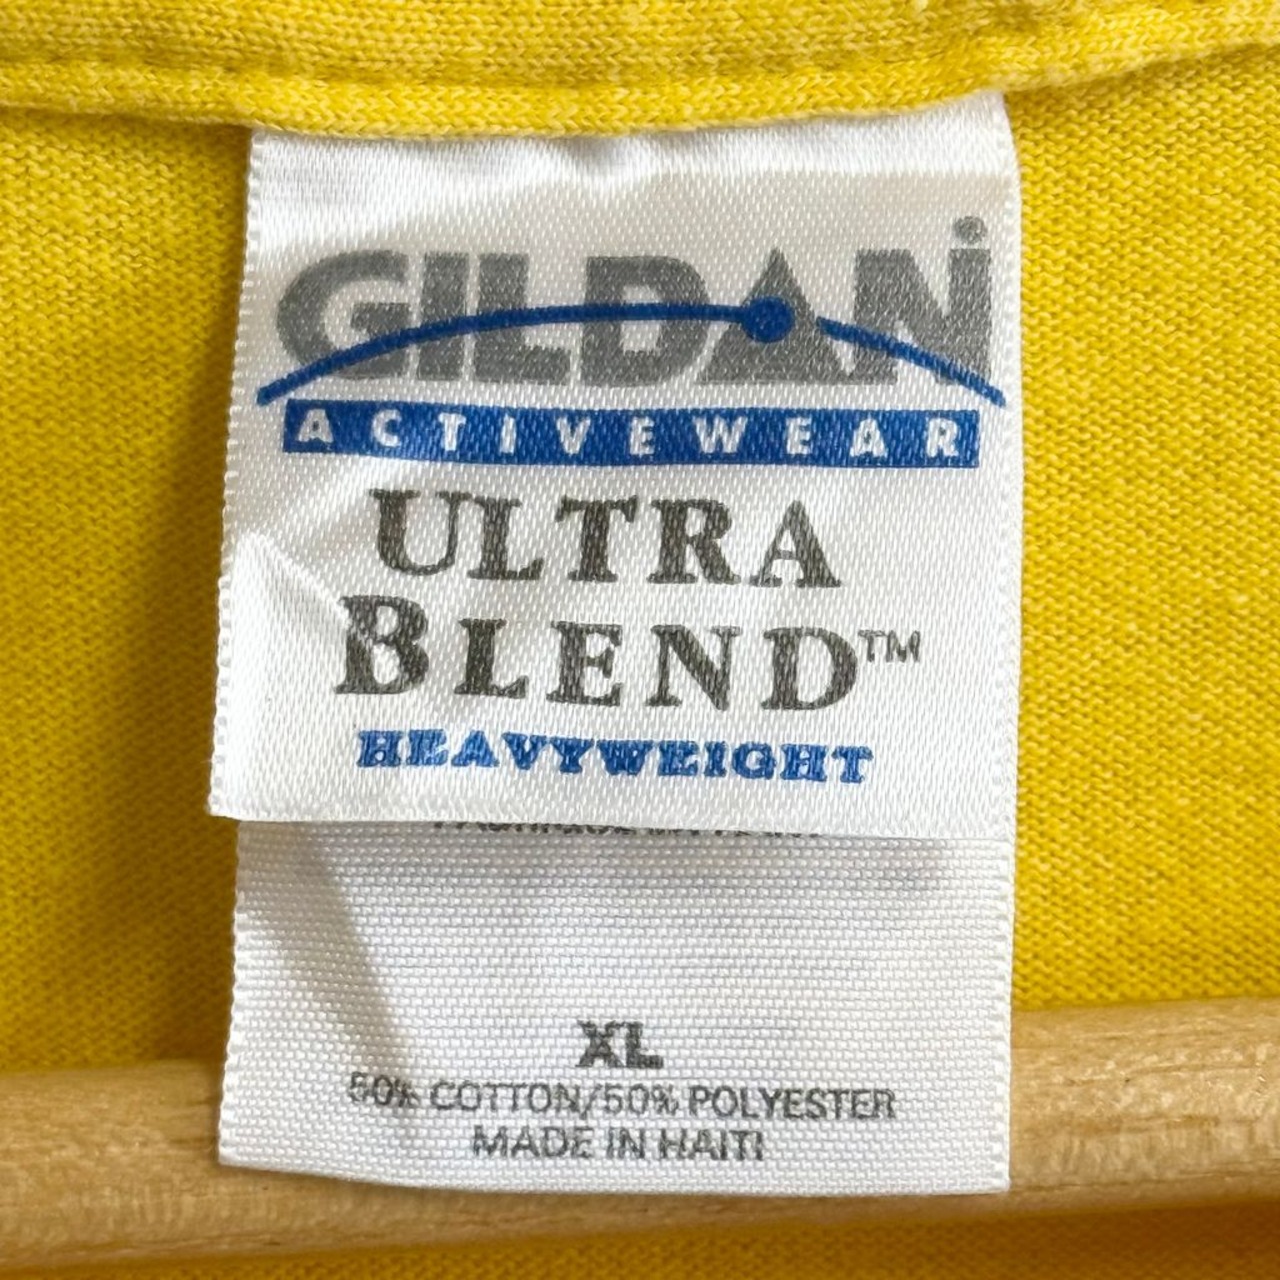 GILDAN
ACTIVEWEAR
ULTRA
BLEND™
HEAVYWEIGHT
XL
50% COTTON/50% POLYESTER
MADE IN HAITI